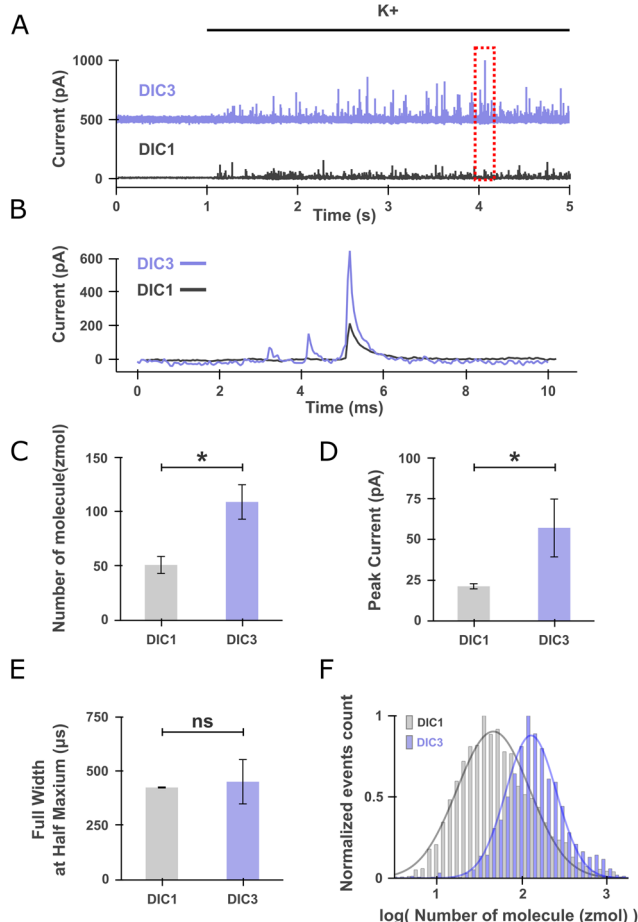 A
K+
1000
500
0
Current (pA)
DIC3
DIC1
0
1
2
3
4
5
Time (s)
B
600
400
200
0
Current (pA)
DIC3
DIC1
0
2
4
6
8
10
Time (ms)
C
150
100
50
0
Number of molecule(zmol)
*
DIC1
DIC3
D
100
75
50
25
0
Peak Current (pA)
*
DIC1
DIC3
E
750
500
250
0
Full Width
at Half Maxium (µs)
ns
DIC1
DIC3
F
1
0.5
0
Normalized events count
DIC1
DIC3
1
2
3
log( Number of molecule (zmol) )